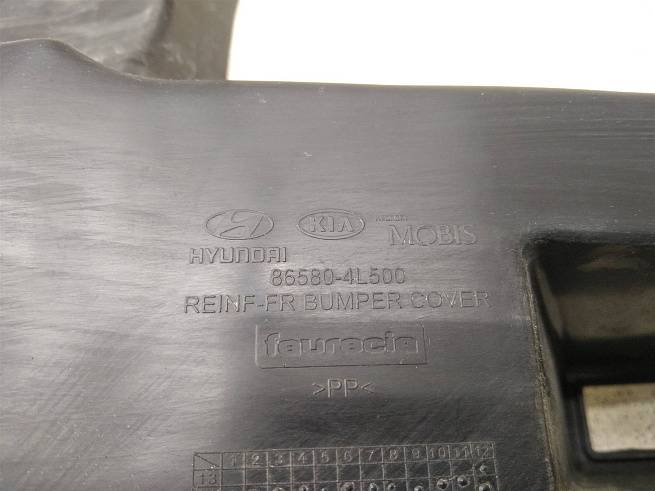 HYUNDAI KIA MOBIS
86580-4L500
REINF-FR BUMPER COVER
faurecia
>PP<
1 2 3 4 5 6 7 8 9 10 11 12
13